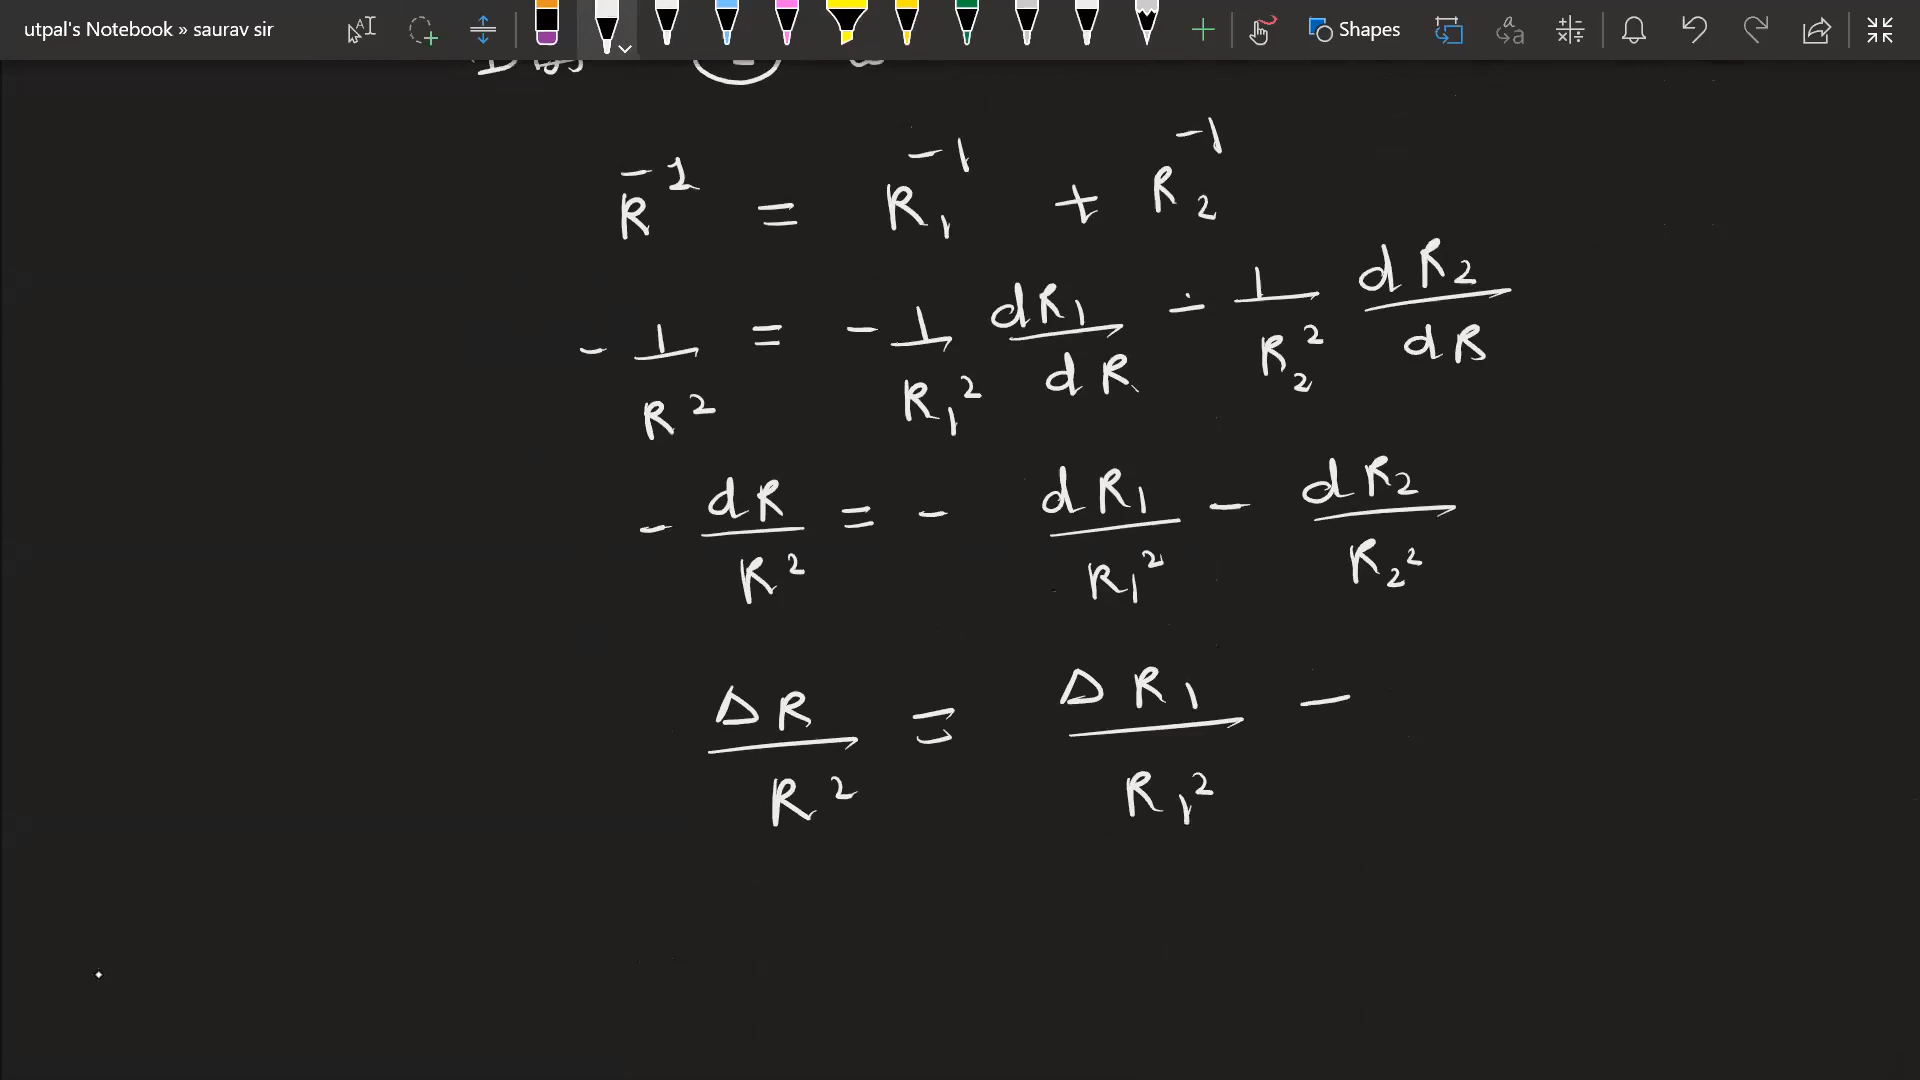 utpal's Notebook » saurav sir
Shapes
R⁻¹ = R₁⁻¹ + R₂⁻¹
- 1/R² = - 1/R₁² dR₁/dR - 1/R₂² dR₂/dR
- dR/R² = - dR₁/R₁² - dR₂/R₂²
ΔR/R² = ΔR₁/R₁² -